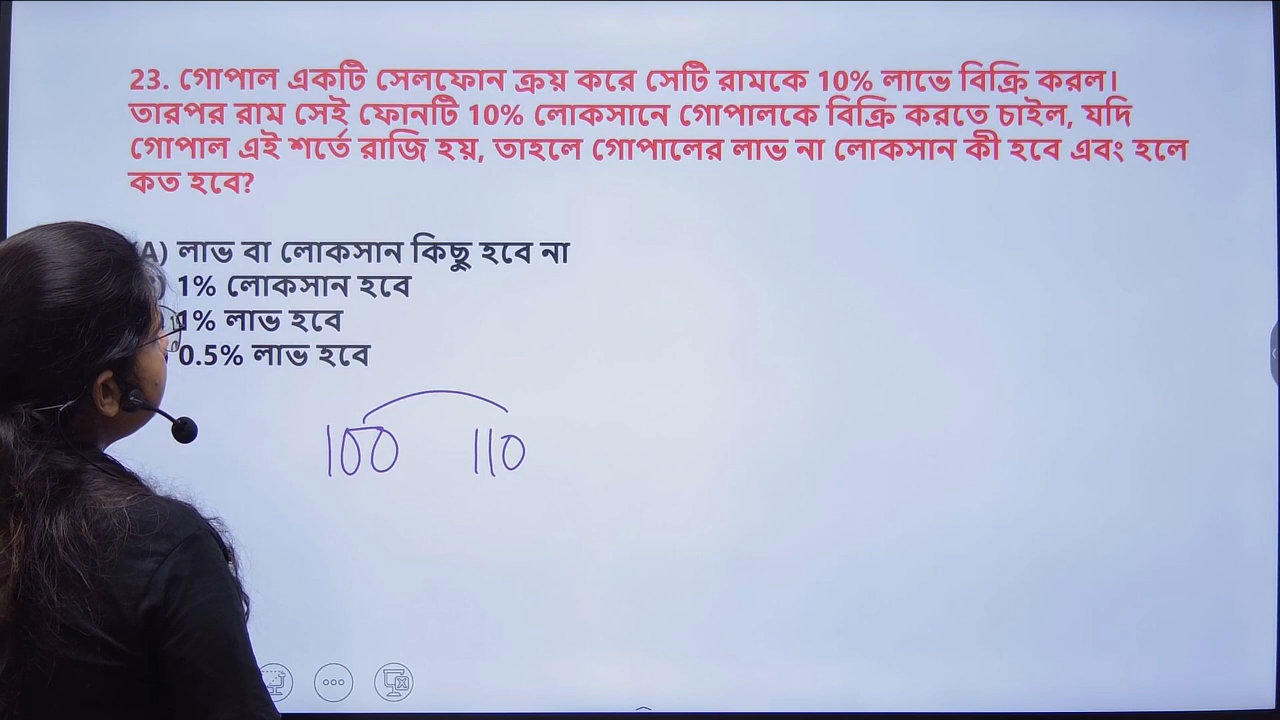 23. গোপাল একটি সেলফোন ক্রয় করে সেটি রামকে 10% লাভে বিক্রি করল।
তারপর রাম সেই ফোনটি 10% লোকসানে গোপালকে বিক্রি করতে চাইল, যদি
গোপাল এই শর্তে রাজি হয়, তাহলে গোপালের লাভ না লোকসান কী হবে এবং হলে
কত হবে?
A) লাভ বা লোকসান কিছু হবে না
1% লোকসান হবে
1% লাভ হবে
0.5% লাভ হবে
100 110